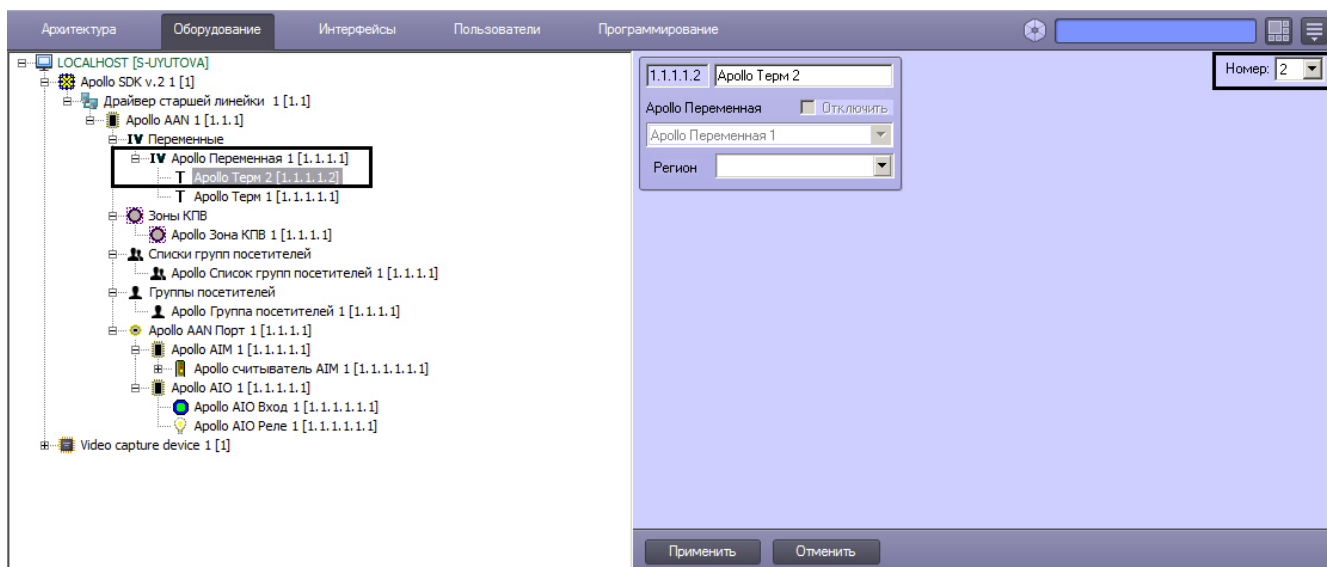 Архитектура Оборудование Интерфейсы Пользователи Программирование
LOCALHOST [S-UYUTOVA]
Apollo SDK v.2 1 [1]
Драйвер старшей линейки 1 [1.1]
Apollo AAN 1 [1.1.1]
IV Переменные
IV Apollo Переменная 1 [1.1.1.1]
T Apollo Терм 2 [1.1.1.1.2]
T Apollo Терм 1 [1.1.1.1.1]
Зоны КПВ
Apollo Зона КПВ 1 [1.1.1.1]
Списки групп посетителей
Apollo Список групп посетителей 1 [1.1.1.1]
Группы посетителей
Apollo Группа посетителей 1 [1.1.1.1]
Apollo AAN Порт 1 [1.1.1.1]
Apollo AIM 1 [1.1.1.1.1]
Apollo считыватель AIM 1 [1.1.1.1.1.1]
Apollo AIO 1 [1.1.1.1.1]
Apollo AIO Вход 1 [1.1.1.1.1.1]
Apollo AIO Реле 1 [1.1.1.1.1.1]
Video capture device 1 [1]
1.1.1.1.2 Apollo Терм 2
Apollo Переменная Отключить
Apollo Переменная 1
Регион
Номер: 2
Применить Отменить